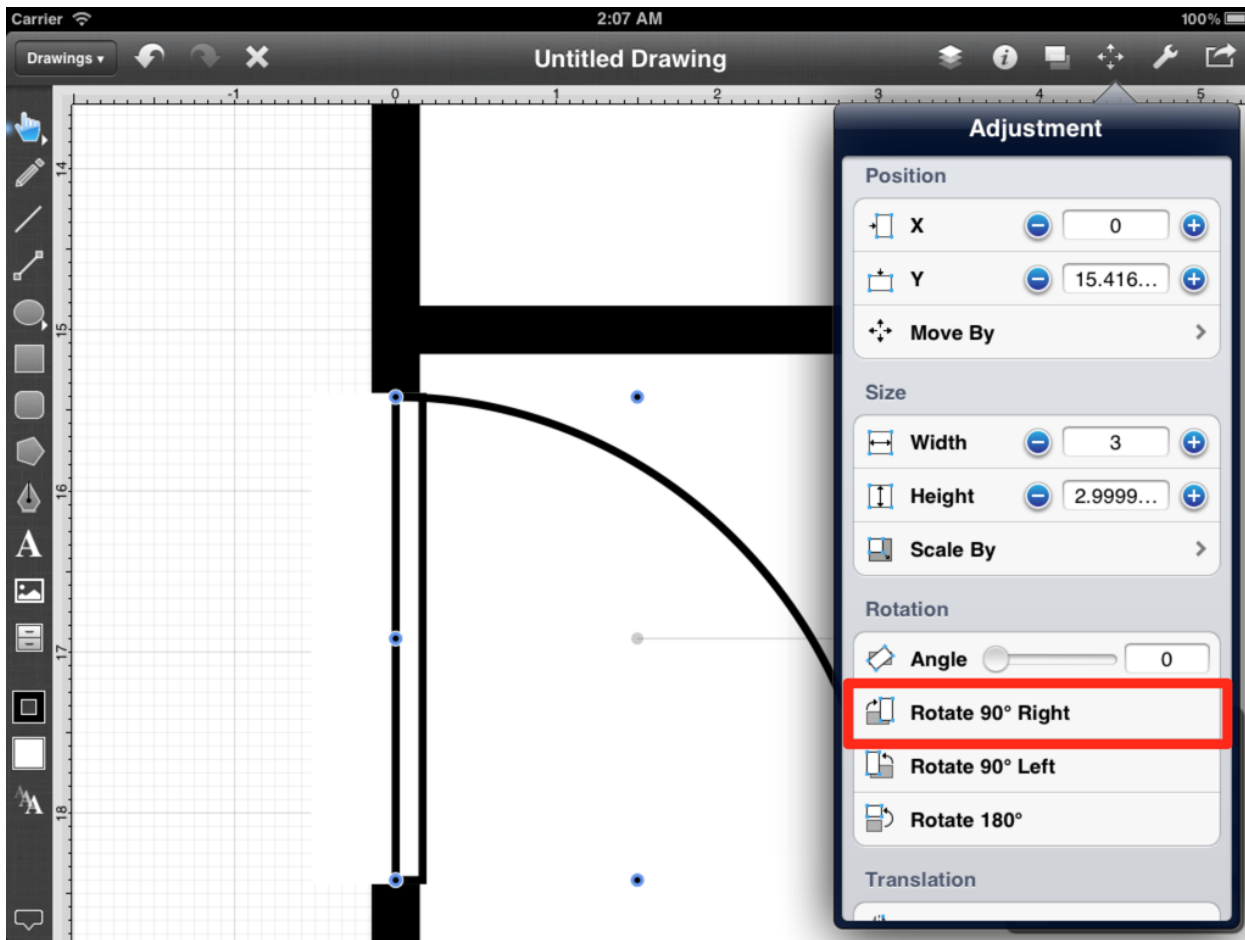 Carrier 2:07 AM 100%
Drawings ▾ Untitled Drawing
-1 0 1 2 3 4 5
Adjustment
Position
X 0
Y 15.416...
Move By
Size
Width 3
Height 2.9999...
Scale By
Rotation
Angle 0
Rotate 90° Right
Rotate 90° Left
Rotate 180°
Translation
14
15
16
17
18
A
AA